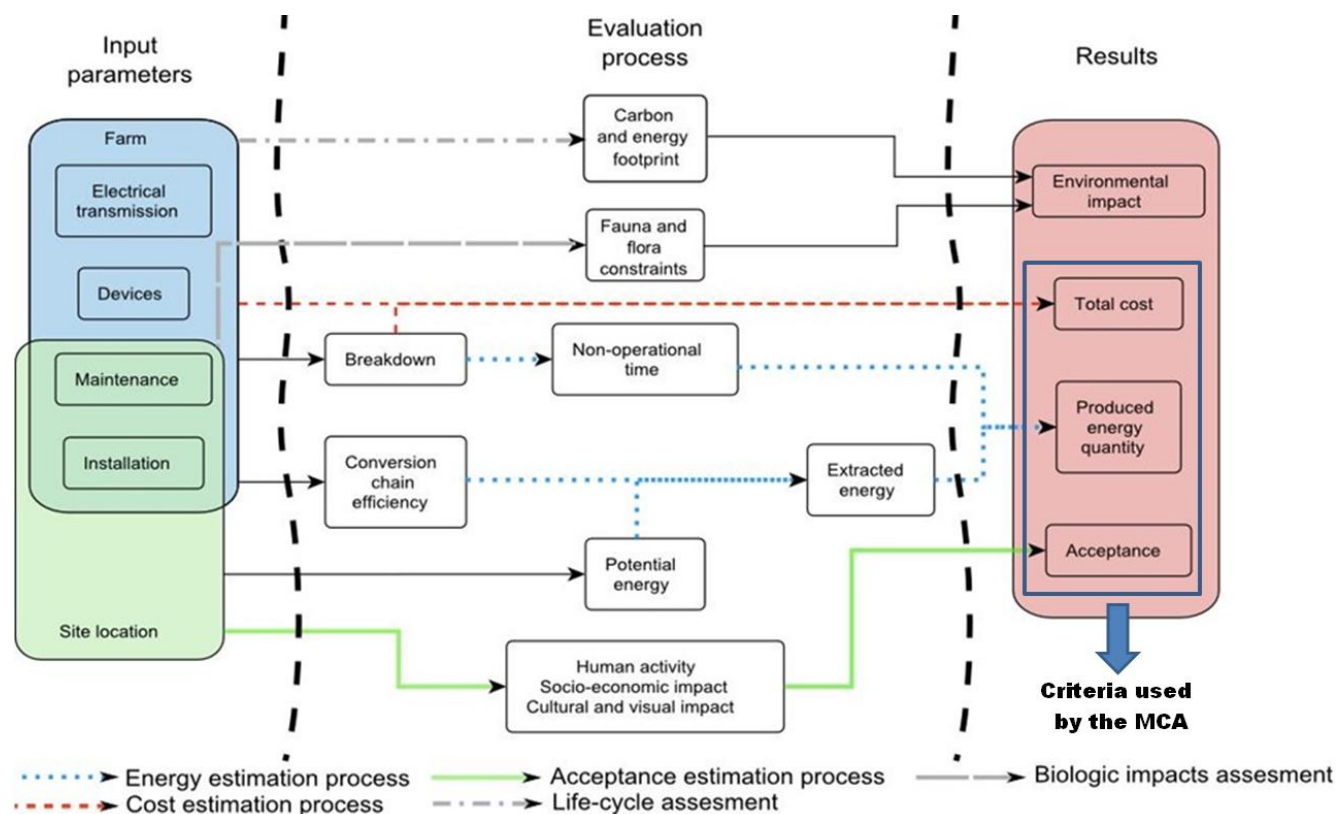 Input
parameters
Evaluation
process
Results
Farm
Electrical
transmission
Devices
Maintenance
Installation
Site location
Carbon
and energy
footprint
Fauna and
flora
constraints
Breakdown
Non-operational
time
Conversion
chain
efficiency
Extracted
energy
Potential
energy
Human activity
Socio-economic impact
Cultural and visual impact
Environmental
impact
Total cost
Produced
energy
quantity
Acceptance
Criteria used
by the MCA
Energy estimation process
Acceptance estimation process
Biologic impacts assesment
Cost estimation process
Life-cycle assesment